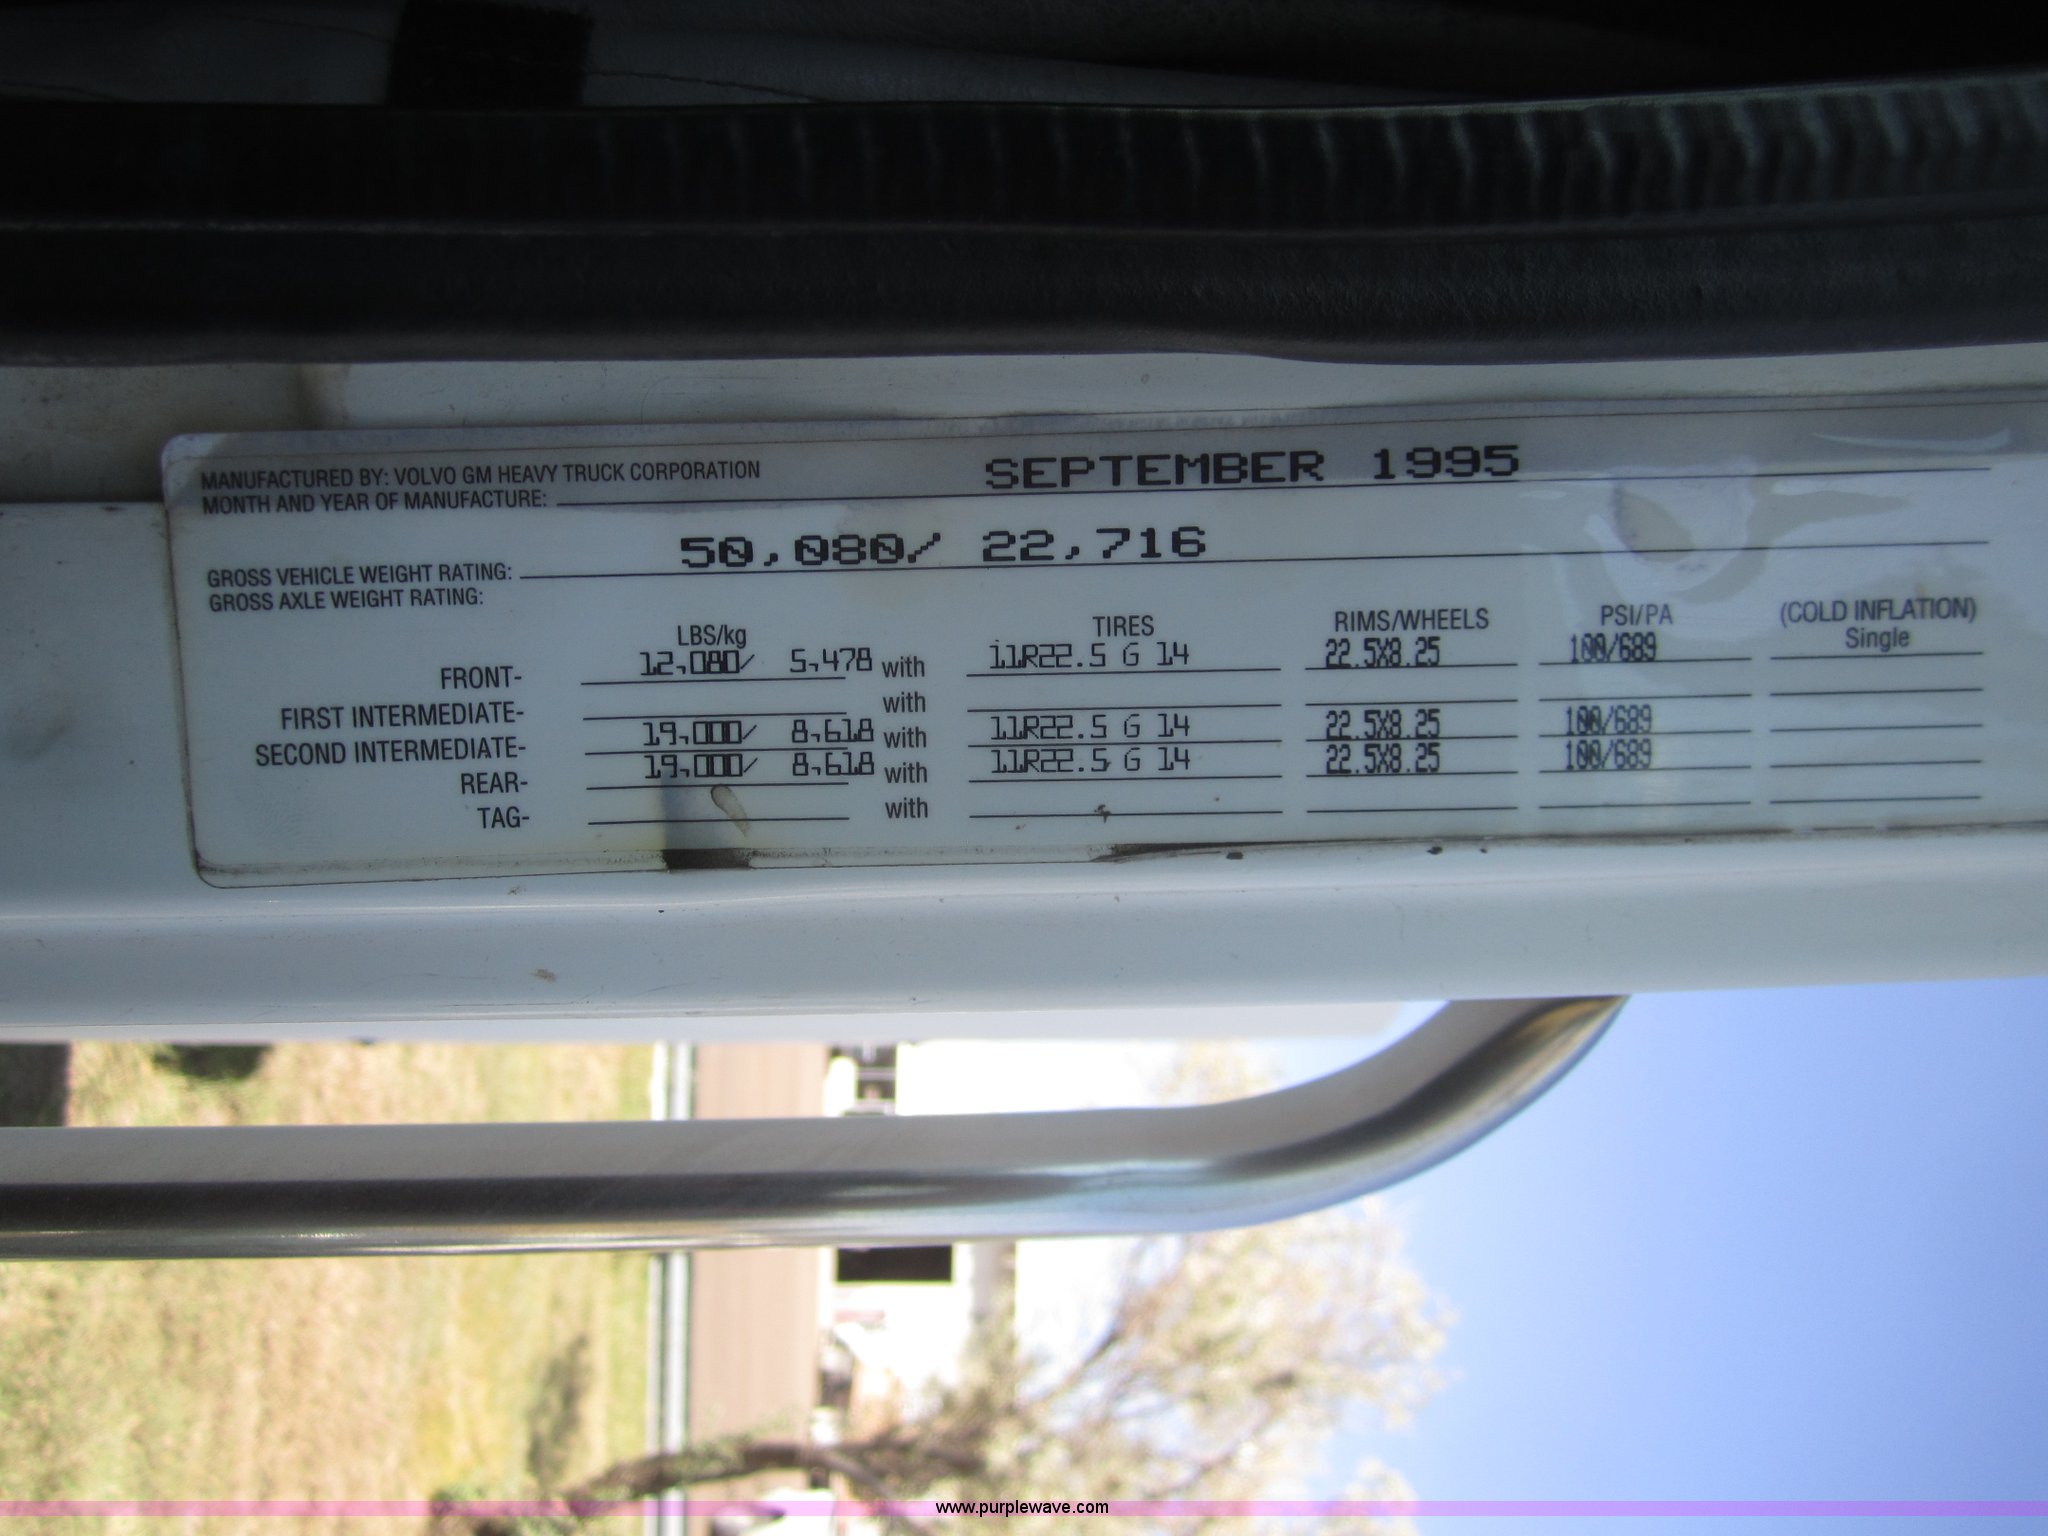 MANUFACTURED BY: VOLVO GM HEAVY TRUCK CORPORATION
MONTH AND YEAR OF MANUFACTURE: SEPTEMBER 1995
GROSS VEHICLE WEIGHT RATING: 50,080/ 22,716
GROSS AXLE WEIGHT RATING:
LBS/kg TIRES RIMS/WHEELS PSI/PA (COLD INFLATION)
Single
FRONT- 12,080/ 5,478 with 11R22.5 G 14 22.5X8.25 100/689
FIRST INTERMEDIATE- with
SECOND INTERMEDIATE- 19,000/ 8,618 with 11R22.5 G 14 22.5X8.25 100/689
REAR- 19,000/ 8,618 with 11R22.5 G 14 22.5X8.25 100/689
TAG- with
www.purplewave.com